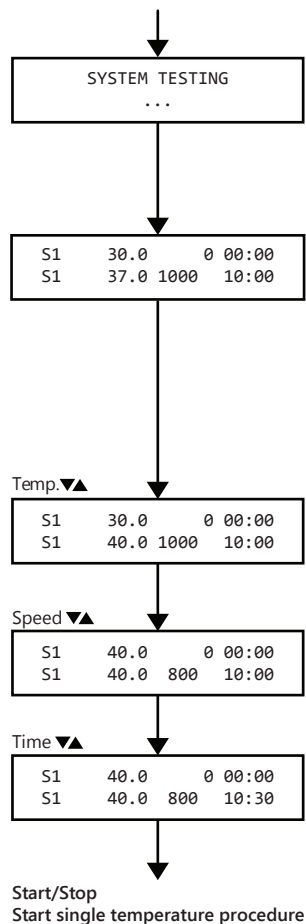 SYSTEM TESTING
...
S1 30.0 0 00:00
S1 37.0 1000 10:00
Temp.▼▲
S1 30.0 0 00:00
S1 40.0 1000 10:00
Speed ▼▲
S1 40.0 0 00:00
S1 40.0 800 10:00
Time ▼▲
S1 40.0 0 00:00
S1 40.0 800 10:30
Start/Stop
Start single temperature procedure